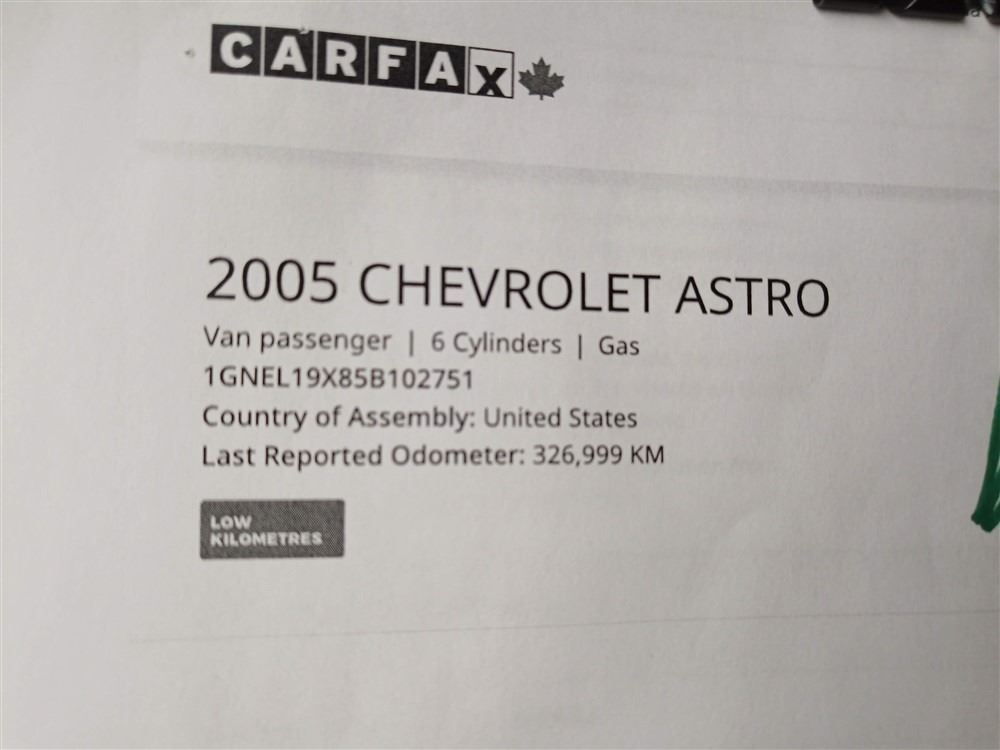 CARFAX
2005 CHEVROLET ASTRO
Van passenger | 6 Cylinders | Gas
1GNEL19X85B102751
Country of Assembly: United States
Last Reported Odometer: 326,999 KM
LOW
KILOMETRES